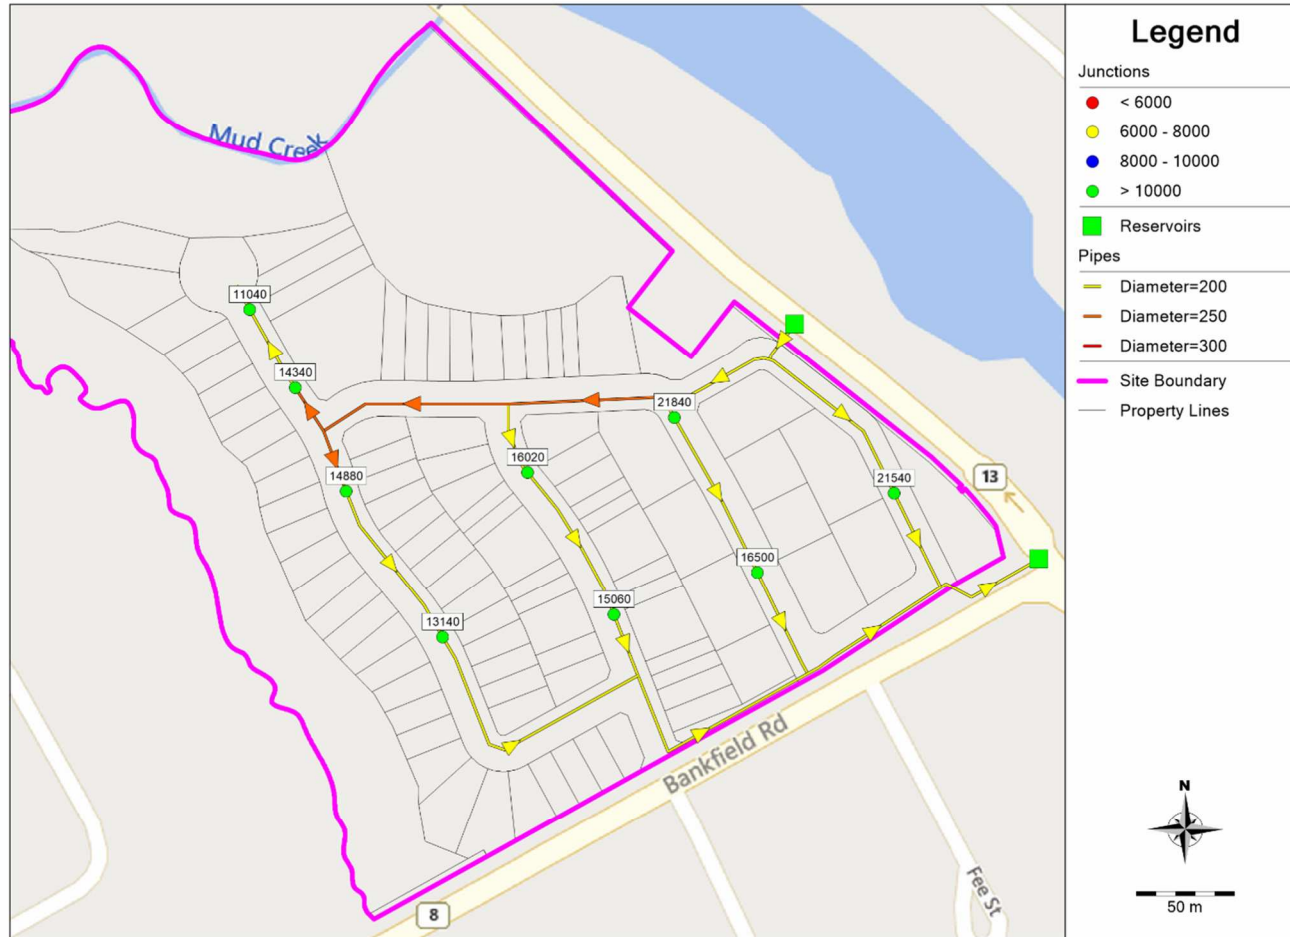 Mud Creek
11040
14340
14880
13140
16020
15060
21840
16500
21540
13
Bankfield Rd
Fee St
8
Legend
Junctions
< 6000
6000 - 8000
8000 - 10000
> 10000
Reservoirs
Pipes
Diameter=200
Diameter=250
Diameter=300
Site Boundary
Property Lines
N
50 m